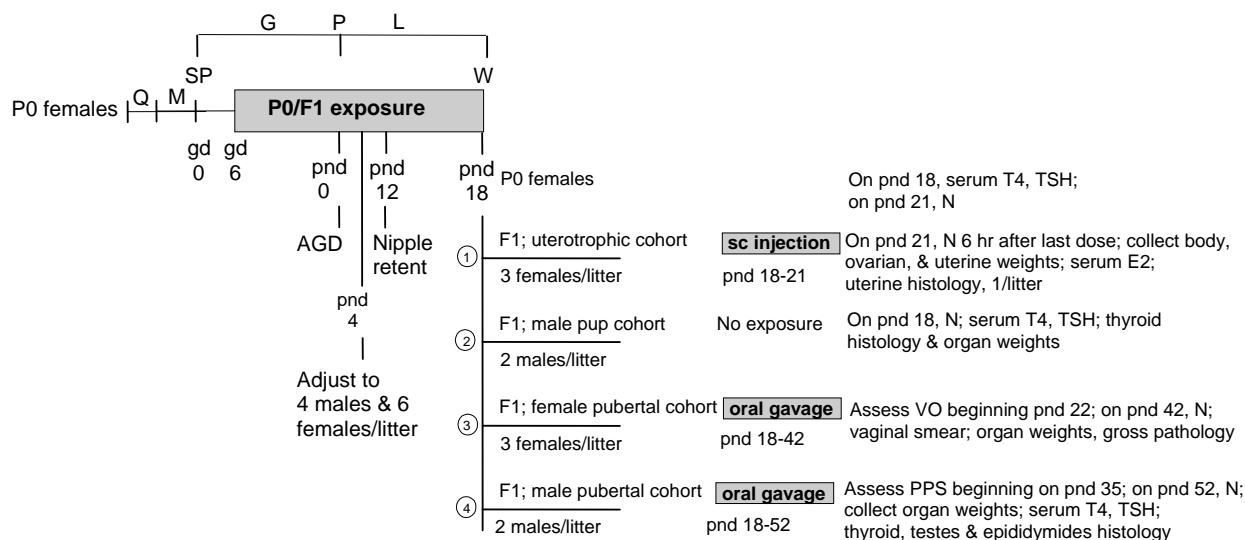 G P L
SP W
P0 females Q M P0/F1 exposure
gd 0
gd 6
pnd 0
pnd 12
pnd 18
AGD
Nipple
retent
pnd
4
Adjust to
4 males & 6
females/litter
P0 females
On pnd 18, serum T4, TSH;
on pnd 21, N
1
F1; uterotrophic cohort
3 females/litter
sc injection
pnd 18-21
On pnd 21, N 6 hr after last dose; collect body,
ovarian, & uterine weights; serum E2;
uterine histology, 1/litter
2
F1; male pup cohort
2 males/litter
No exposure
On pnd 18, N; serum T4, TSH; thyroid
histology & organ weights
3
F1; female pubertal cohort
3 females/litter
oral gavage
pnd 18-42
Assess VO beginning pnd 22; on pnd 42, N;
vaginal smear; organ weights, gross pathology
4
F1; male pubertal cohort
2 males/litter
oral gavage
pnd 18-52
Assess PPS beginning on pnd 35; on pnd 52, N;
collect organ weights; serum T4, TSH;
thyroid, testes & epididymides histology